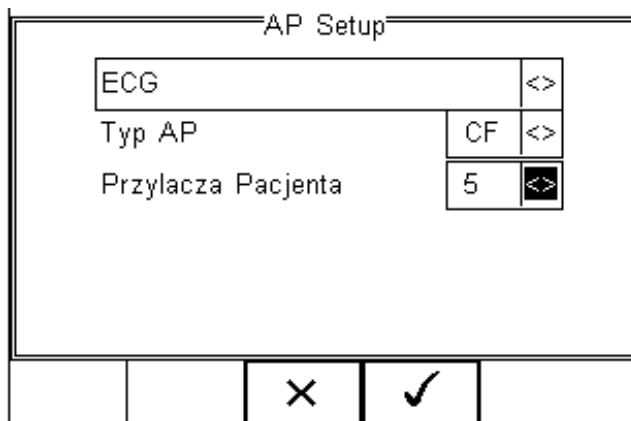 AP Setup
ECG <>
Typ AP CF <>
Przylacza Pacjenta 5 <>